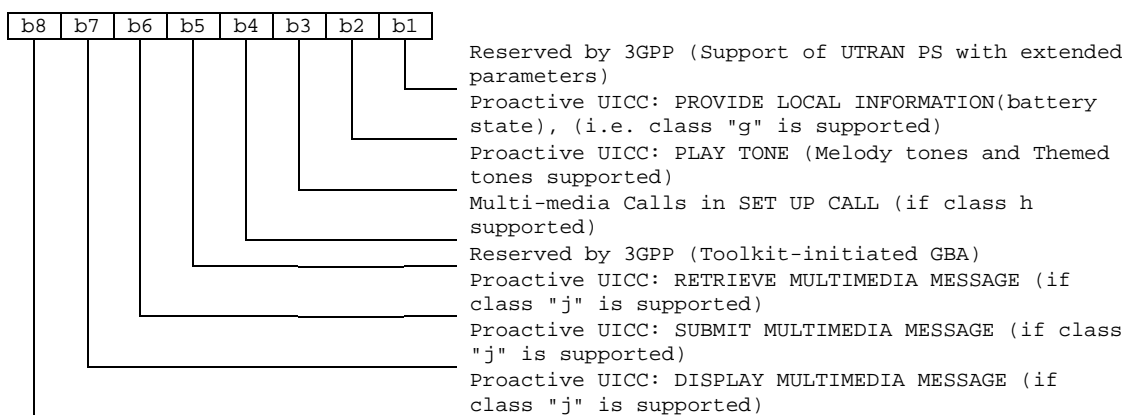 b8 b7 b6 b5 b4 b3 b2 b1
Reserved by 3GPP (Support of UTRAN PS with extended
parameters)
Proactive UICC: PROVIDE LOCAL INFORMATION(battery
state), (i.e. class "g" is supported)
Proactive UICC: PLAY TONE (Melody tones and Themed
tones supported)
Multi-media Calls in SET UP CALL (if class h
supported)
Reserved by 3GPP (Toolkit-initiated GBA)
Proactive UICC: RETRIEVE MULTIMEDIA MESSAGE (if
class "j" is supported)
Proactive UICC: SUBMIT MULTIMEDIA MESSAGE (if class
"j" is supported)
Proactive UICC: DISPLAY MULTIMEDIA MESSAGE (if
class "j" is supported)